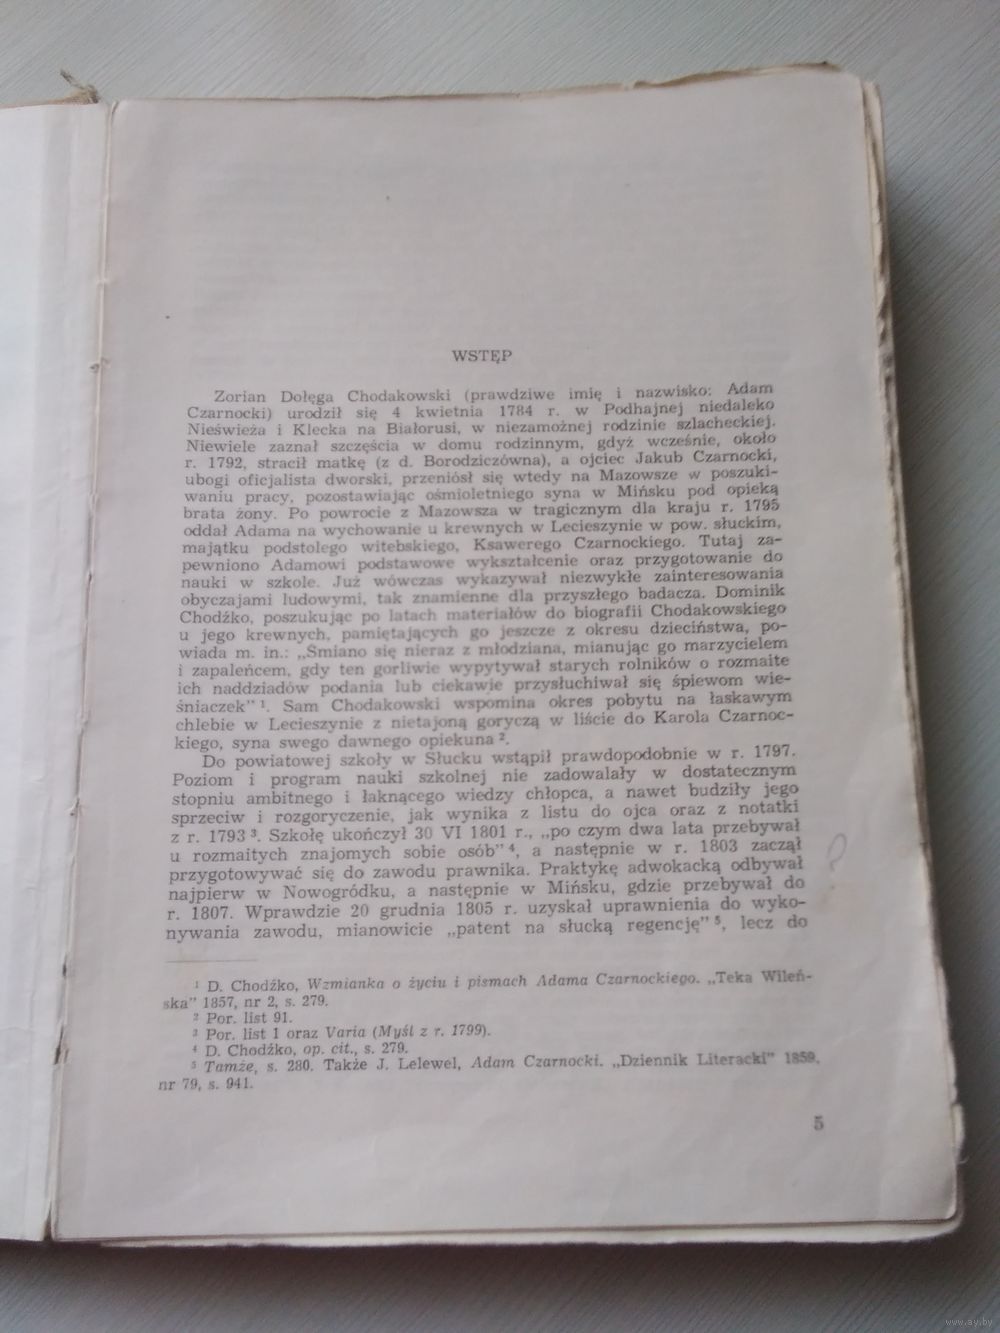 WSTĘP
Zorian Dołęga Chodakowski (prawdziwe imię i nazwisko: Adam
Czarnocki) urodził się 4 kwietnia 1784 r. w Podhajnej niedaleko
Nieświeża i Klecka na Białorusi, w niezamożnej rodzinie szlacheckiej.
Niewiele zaznał szczęścia w domu rodzinnym, gdyż wcześnie, około
r. 1792, stracił matkę (z d. Borodziczówna), a ojciec Jakub Czarnocki,
ubogi oficjalista dworski, przeniósł się wtedy na Mazowsze w poszuki-
waniu pracy, pozostawiając ośmioletniego syna w Mińsku pod opieką
brata żony. Po powrocie z Mazowsza w tragicznym dla kraju r. 1795
oddał Adama na wychowanie u krewnych w Lecieszynie w pow. słuckim,
majątku podstolego witebskiego, Ksawerego Czarnockiego. Tutaj za-
pewniono Adamowi podstawowe wykształcenie oraz przygotowanie do
nauki w szkole. Już wówczas wykazywał niezwykłe zainteresowania
obyczajami ludowymi, tak znamienne dla przyszłego badacza. Dominik
Chodźko, poszukując po latach materiałów do biografii Chodakowskiego
u jego krewnych, pamiętających go jeszcze z okresu dzieciństwa, po-
wiada m. in.: „Śmiano się nieraz z młodziana, mianując go marzycielem
i zapaleńcem, gdy ten gorliwie wypytywał starych rolników o rozmaite
ich naddziadów podania lub ciekawie przysłuchiwał się śpiewom wie-
śniaczek” ¹. Sam Chodakowski wspomina okres pobytu na łaskawym
chlebie w Lecieszynie z nietajoną goryczą w liście do Karola Czarnoc-
kiego, syna swego dawnego opiekuna ².
Do powiatowej szkoły w Słucku wstąpił prawdopodobnie w r. 1797.
Poziom i program nauki szkolnej nie zadowalały w dostatecznym
stopniu ambitnego i łaknącego wiedzy chłopca, a nawet budziły jego
sprzeciw i rozgoryczenie, jak wynika z listu do ojca oraz z notatki
z r. 1793 ³. Szkołę ukończył 30 VI 1801 r., „po czym dwa lata przebywał
u rozmaitych znajomych sobie osób” ⁴, a następnie w r. 1803 zaczął
przygotowywać się do zawodu prawnika. Praktykę adwokacką odbywał
najpierw w Nowogródku, a następnie w Mińsku, gdzie przebywał do
r. 1807. Wprawdzie 20 grudnia 1805 r. uzyskał uprawnienia do wyko-
nywania zawodu, mianowicie „patent na słucką regencję” ⁵, lecz do
¹ D. Chodźko, Wzmianka o życiu i pismach Adama Czarnockiego. „Teka Wileń-
ska” 1857, nr 2, s. 279.
² Por. list 91.
³ Por. list 1 oraz Varia (Myśl z r. 1799).
⁴ D. Chodźko, op. cit., s. 279.
⁵ Tamże, s. 280. Także J. Lelewel, Adam Czarnocki. „Dziennik Literacki” 1859,
nr 79, s. 941.
5
www.ay.by